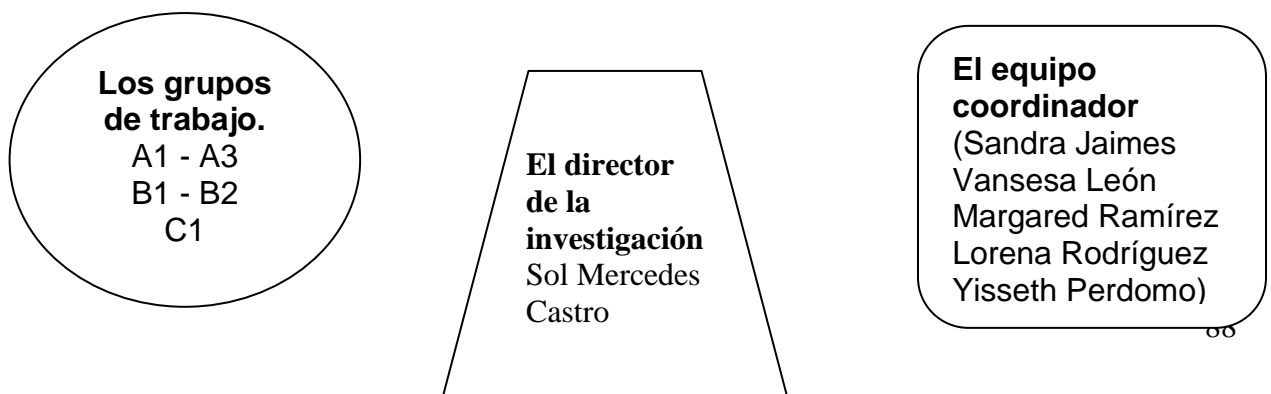 Los grupos
de trabajo.
A1 - A3
B1 - B2
C1
El director
de la
investigación
Sol Mercedes
Castro
El equipo
coordinador
(Sandra Jaimes
Vansesa León
Margared Ramírez
Lorena Rodríguez
Yisseth Perdomo)
88